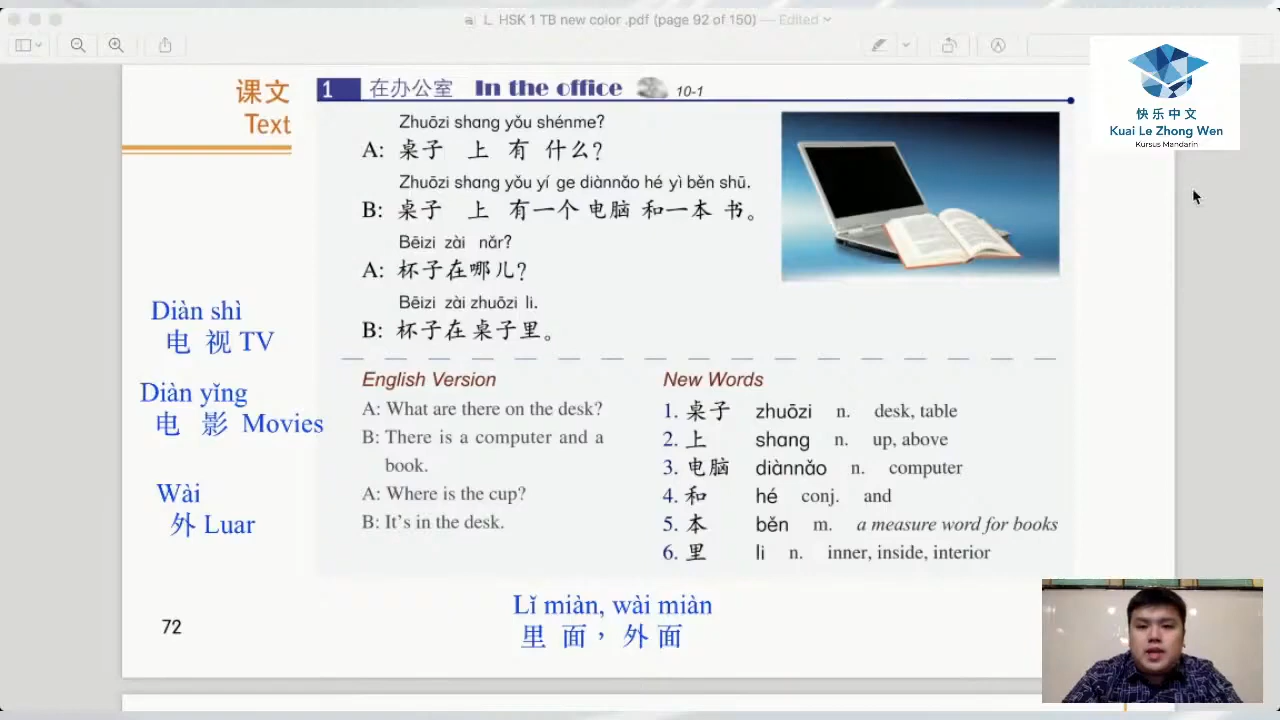 L HSK 1 TB new color .pdf (page 92 of 150) — Edited
快乐中文
Kuai Le Zhong Wen
Kursus Mandarin
课文
Text
1 在办公室 In the office 10-1
Zhuōzi shang yǒu shénme?
A: 桌子 上 有 什么?
Zhuōzi shang yǒu yí ge diànnǎo hé yì běn shū.
B: 桌子 上 有一个 电脑 和一本 书。
Bēizi zài nǎr?
A: 杯子在哪儿?
Bēizi zài zhuōzi li.
B: 杯子在 桌子里。
Diàn shì
电 视 TV
Diàn yǐng
电 影 Movies
Wài
外 Luar
English Version
A: What are there on the desk?
B: There is a computer and a
book.
A: Where is the cup?
B: It's in the desk.
New Words
1. 桌子 zhuōzi n. desk, table
2. 上 shang n. up, above
3. 电脑 diànnǎo n. computer
4. 和 hé conj. and
5. 本 běn m. a measure word for books
6. 里 li n. inner, inside, interior
Lǐ miàn, wài miàn
里 面，外 面
72